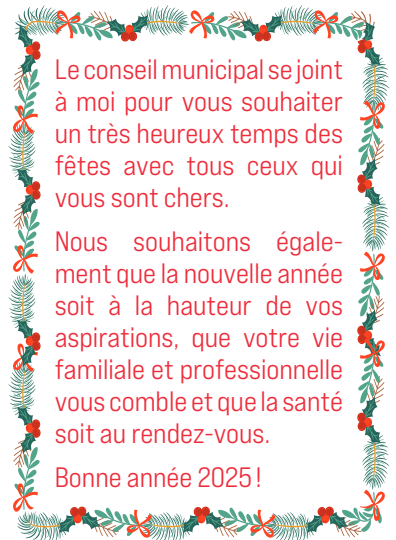 Le conseil municipal se joint
à moi pour vous souhaiter
un très heureux temps des
fêtes avec tous ceux qui
vous sont chers.
Nous souhaitons égale-
ment que la nouvelle année
soit à la hauteur de vos
aspirations, que votre vie
familiale et professionnelle
vous comble et que la santé
soit au rendez-vous.
Bonne année 2025 !